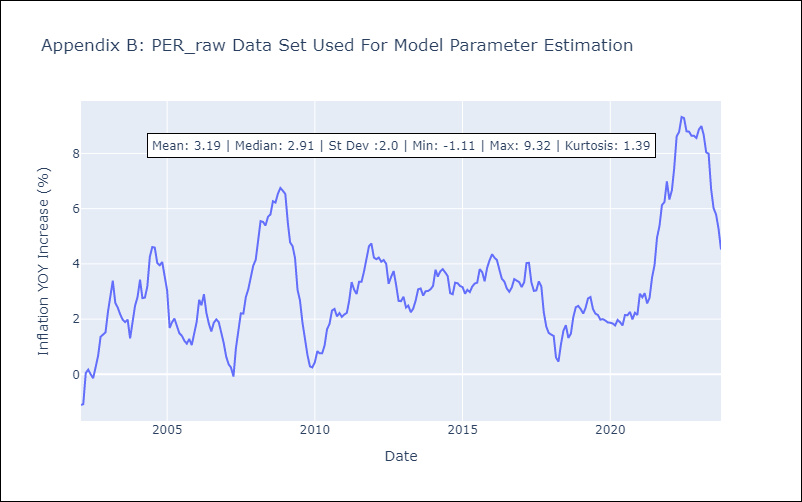 Appendix B: PER_raw Data Set Used For Model Parameter Estimation
Mean: 3.19 | Median: 2.91 | St Dev :2.0 | Min: -1.11 | Max: 9.32 | Kurtosis: 1.39
Inflation YOY Increase (%)
8
6
4
2
0
2005
2010
2015
2020
Date